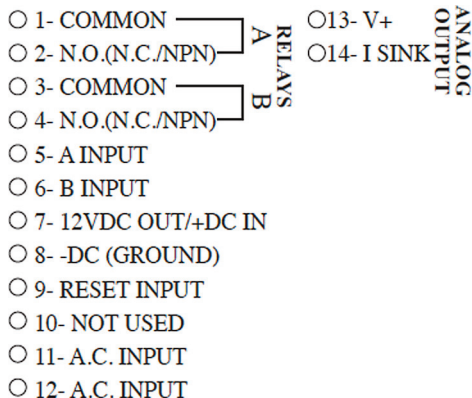 1- COMMON
2- N.O.(N.C./NPN)
A
3- COMMON
4- N.O.(N.C./NPN)
B
RELAYS
5- A INPUT
6- B INPUT
7- 12VDC OUT/+DC IN
8- -DC (GROUND)
9- RESET INPUT
10- NOT USED
11- A.C. INPUT
12- A.C. INPUT
13- V+
14- I SINK
ANALOG
OUTPUT